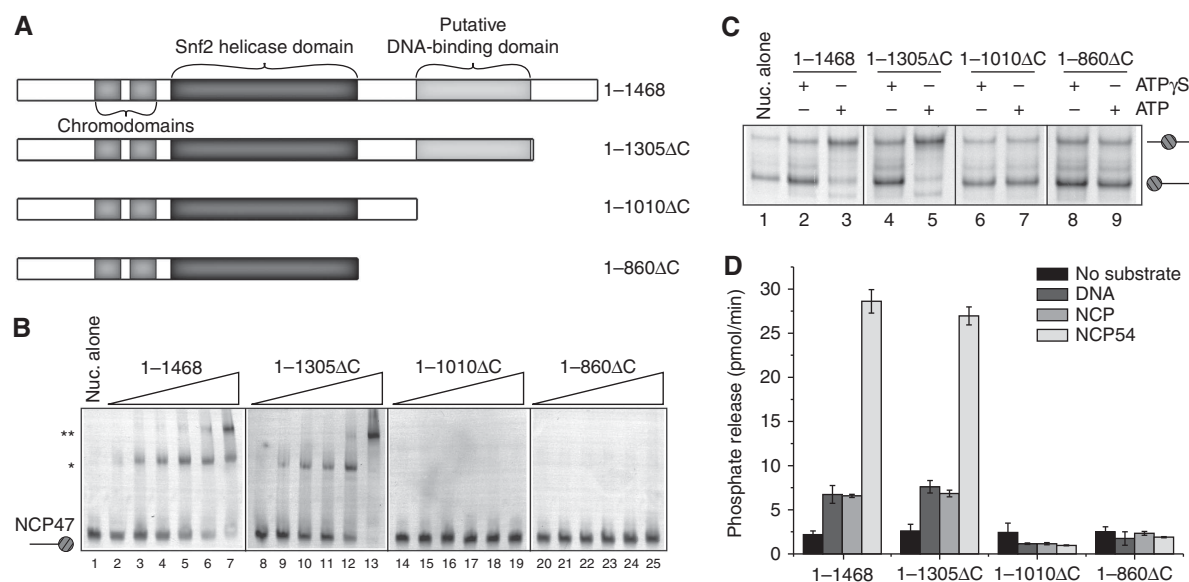 A
Snf2 helicase domain
Putative
DNA-binding domain
1–1468
Chromodomains
1–1305ΔC
1–1010ΔC
1–860ΔC
B
Nuc. alone
1–1468
1–1305ΔC
1–1010ΔC
1–860ΔC
**
*
NCP47
1 2 3 4 5 6 7 8 9 10 11 12 13 14 15 16 17 18 19 20 21 22 23 24 25
C
Nuc. alone
1–1468 1–1305ΔC 1–1010ΔC 1–860ΔC
+ – + – + – + – ATPγS
– + – + – + – + ATP
1 2 3 4 5 6 7 8 9
D
Phosphate release (pmol/min)
30
25
20
15
10
5
0
No substrate
DNA
NCP
NCP54
1–1468 1–1305ΔC 1–1010ΔC 1–860ΔC